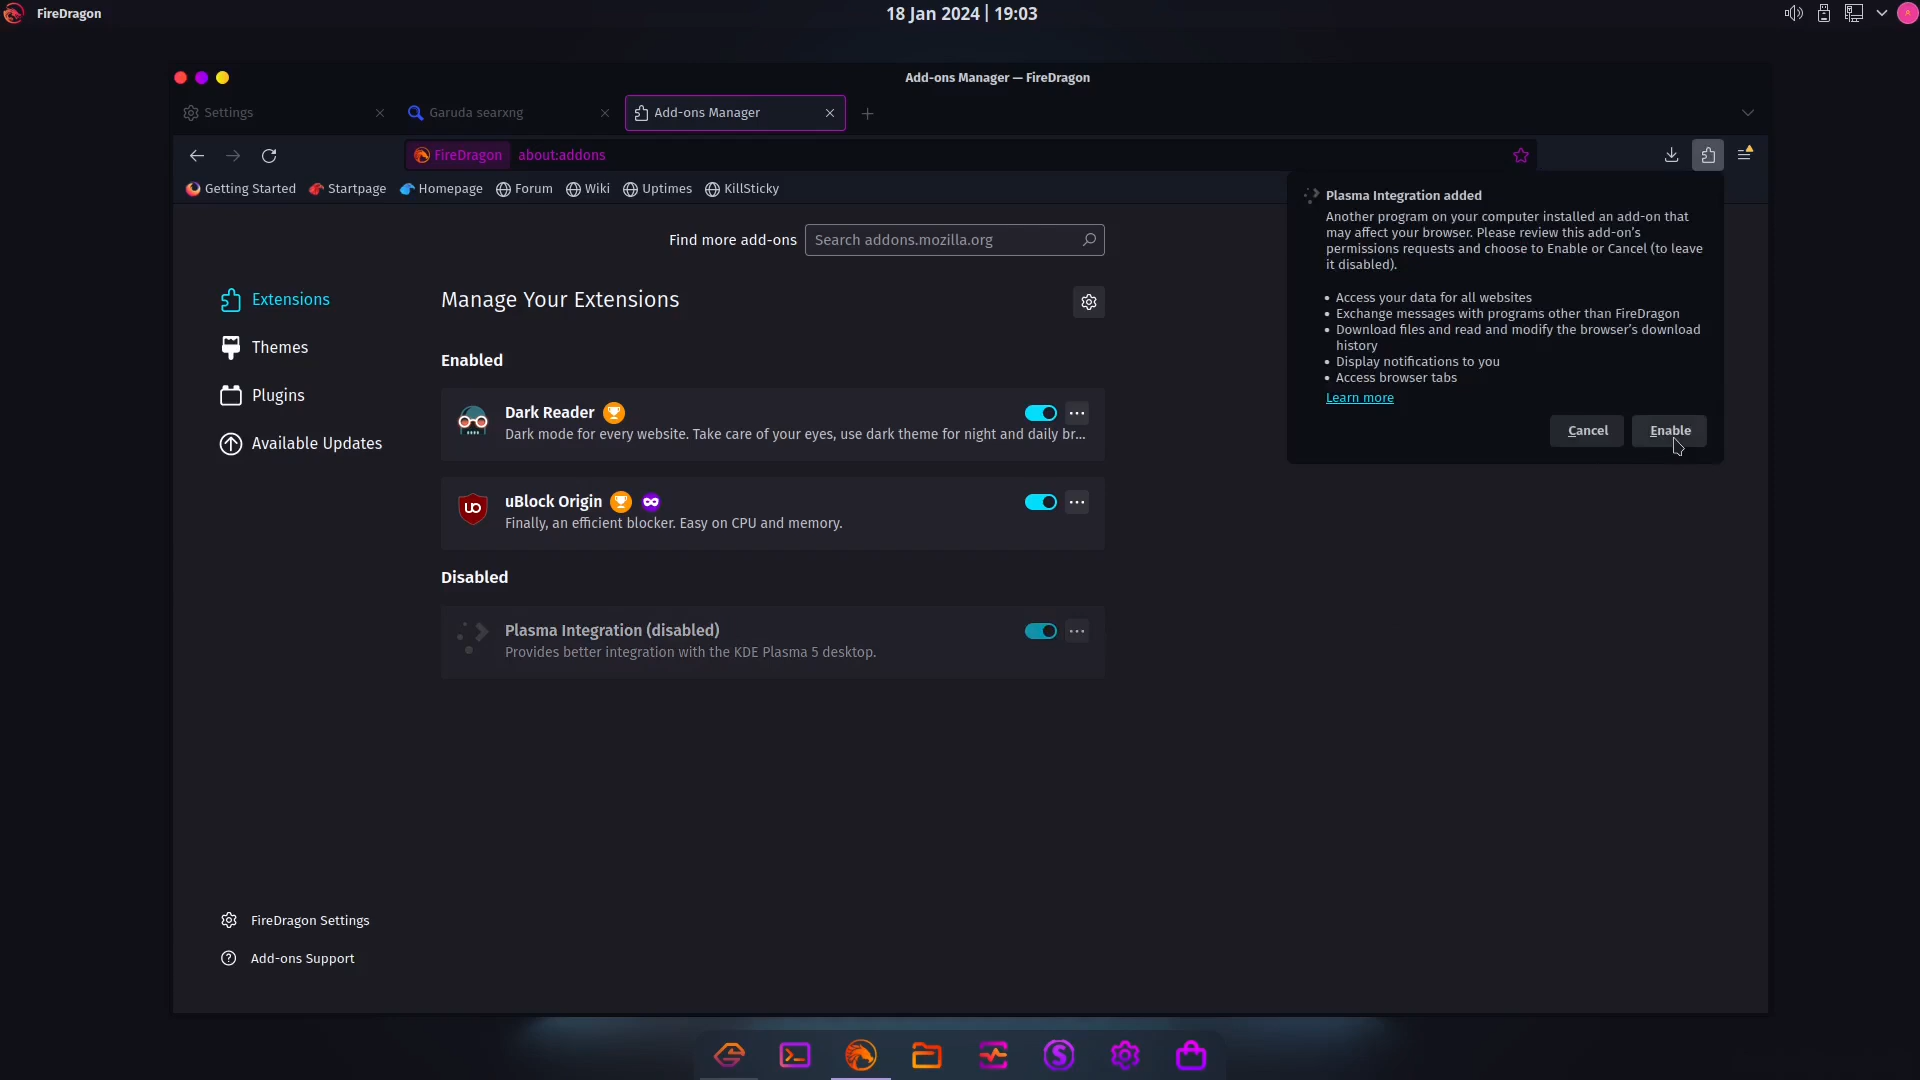 FireDragon
18 Jan 2024 | 19:03
Add-ons Manager — FireDragon
Settings
Garuda searxng
Add-ons Manager
FireDragon about:addons
Getting Started Startpage Homepage Forum Wiki Uptimes KillSticky
Find more add-ons Search addons.mozilla.org
Extensions
Themes
Plugins
Available Updates
Manage Your Extensions
Enabled
Dark Reader
Dark mode for every website. Take care of your eyes, use dark theme for night and daily br...
uBlock Origin
Finally, an efficient blocker. Easy on CPU and memory.
Disabled
Plasma Integration (disabled)
Provides better integration with the KDE Plasma 5 desktop.
Plasma Integration added
Another program on your computer installed an add-on that
may affect your browser. Please review this add-on's
permissions requests and choose to Enable or Cancel (to leave
it disabled).
• Access your data for all websites
• Exchange messages with programs other than FireDragon
• Download files and read and modify the browser's download
history
• Display notifications to you
• Access browser tabs
Learn more
Cancel Enable
FireDragon Settings
Add-ons Support